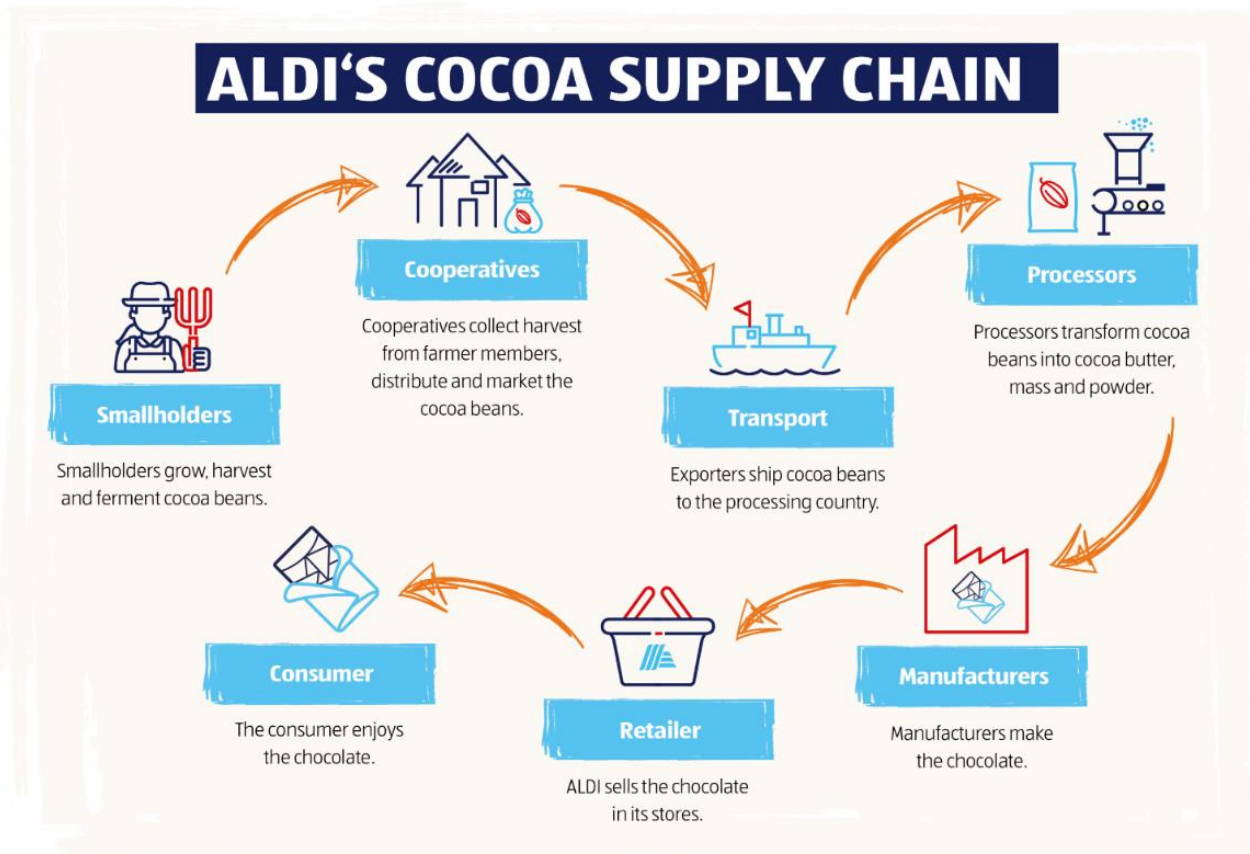 ALDI‘S COCOA SUPPLY CHAIN
Smallholders
Smallholders grow, harvest
and ferment cocoa beans.
Cooperatives
Cooperatives collect harvest
from farmer members,
distribute and market the
cocoa beans.
Transport
Exporters ship cocoa beans
to the processing country.
Processors
Processors transform cocoa
beans into cocoa butter,
mass and powder.
Manufacturers
Manufacturers make
the chocolate.
Retailer
ALDI sells the chocolate
in its stores.
Consumer
The consumer enjoys
the chocolate.